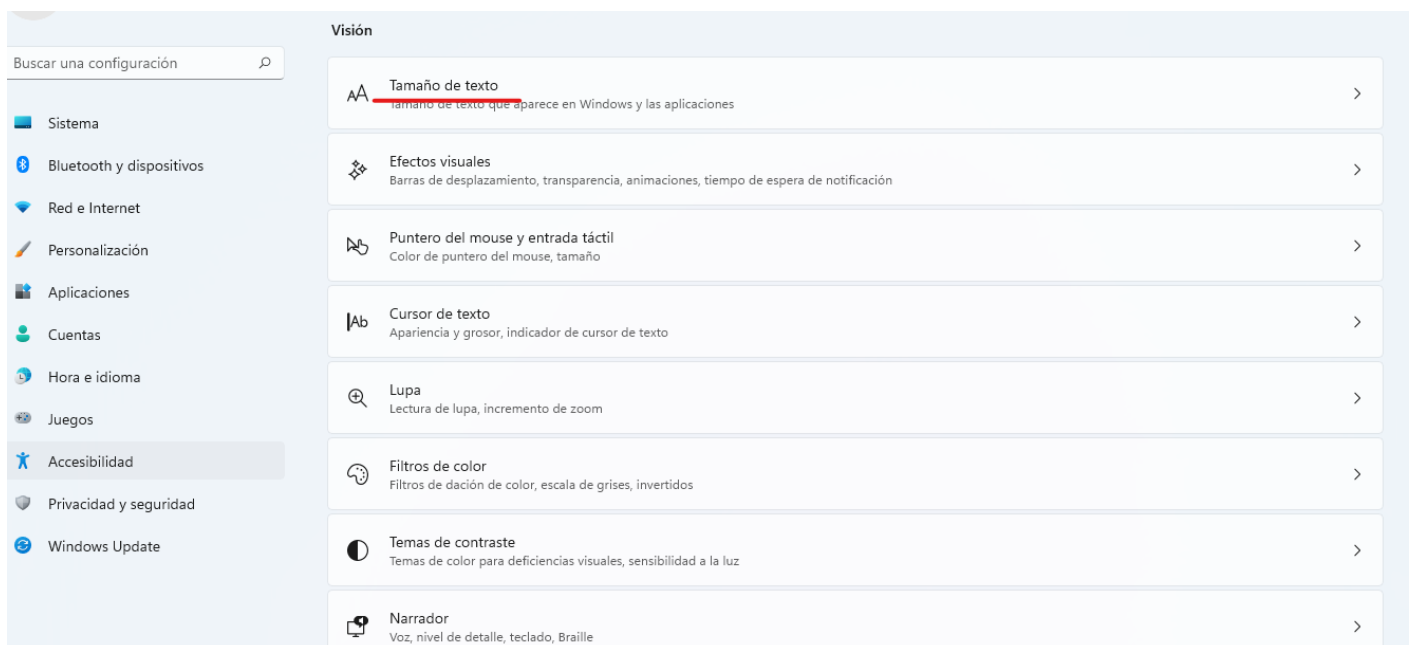 Visión
Buscar una configuración
Sistema
Bluetooth y dispositivos
Red e Internet
Personalización
Aplicaciones
Cuentas
Hora e idioma
Juegos
Accesibilidad
Privacidad y seguridad
Windows Update
AA Tamaño de texto
Tamaño de texto que aparece en Windows y las aplicaciones
Efectos visuales
Barras de desplazamiento, transparencia, animaciones, tiempo de espera de notificación
Puntero del mouse y entrada táctil
Color de puntero del mouse, tamaño
Ab Cursor de texto
Apariencia y grosor, indicador de cursor de texto
Lupa
Lectura de lupa, incremento de zoom
Filtros de color
Filtros de dación de color, escala de grises, invertidos
Temas de contraste
Temas de color para deficiencias visuales, sensibilidad a la luz
Narrador
Voz, nivel de detalle, teclado, Braille